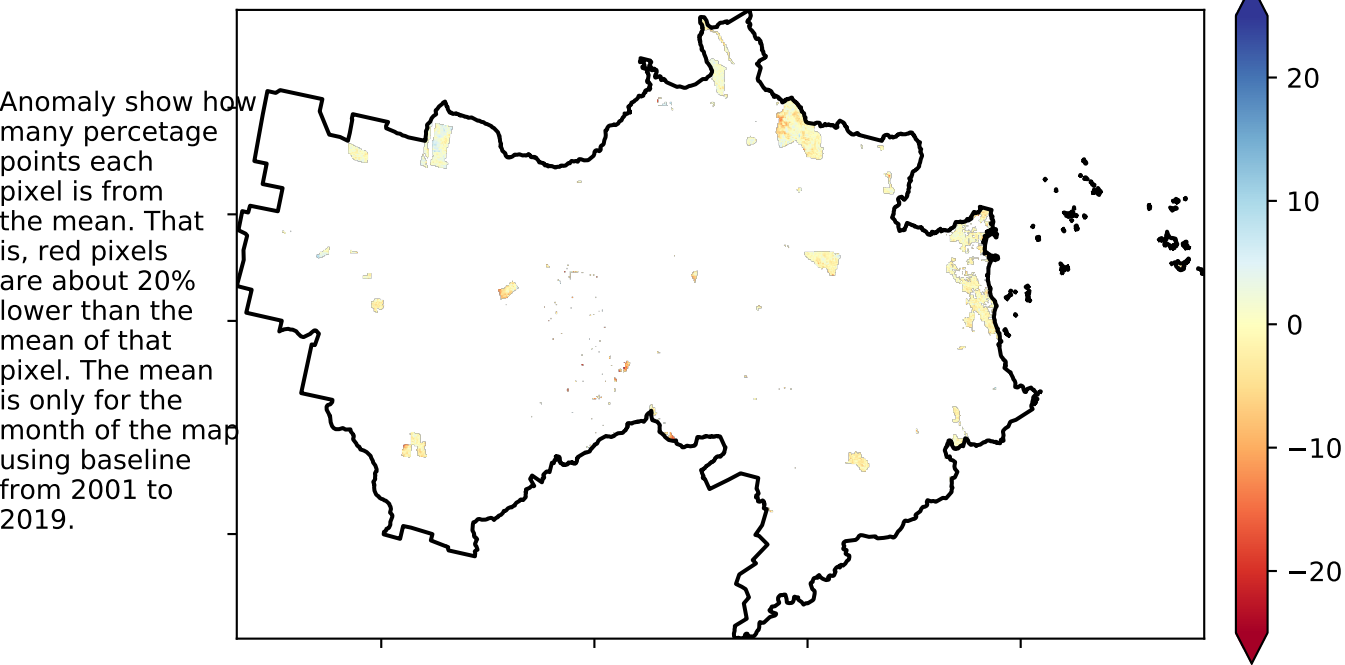 Anomaly show how
many percetage
points each
pixel is from
the mean. That
is, red pixels
are about 20%
lower than the
mean of that
pixel. The mean
is only for the
month of the map
using baseline
from 2001 to
2019.
20
10
0
−10
−20